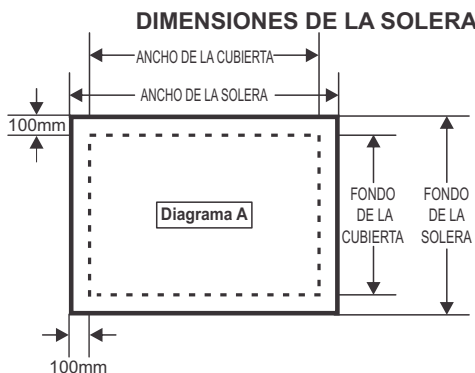 DIMENSIONES DE LA SOLERA
ANCHO DE LA CUBIERTA
ANCHO DE LA SOLERA
100mm
Diagrama A
FONDO
DE LA
CUBIERTA
FONDO
DE LA
SOLERA
100mm